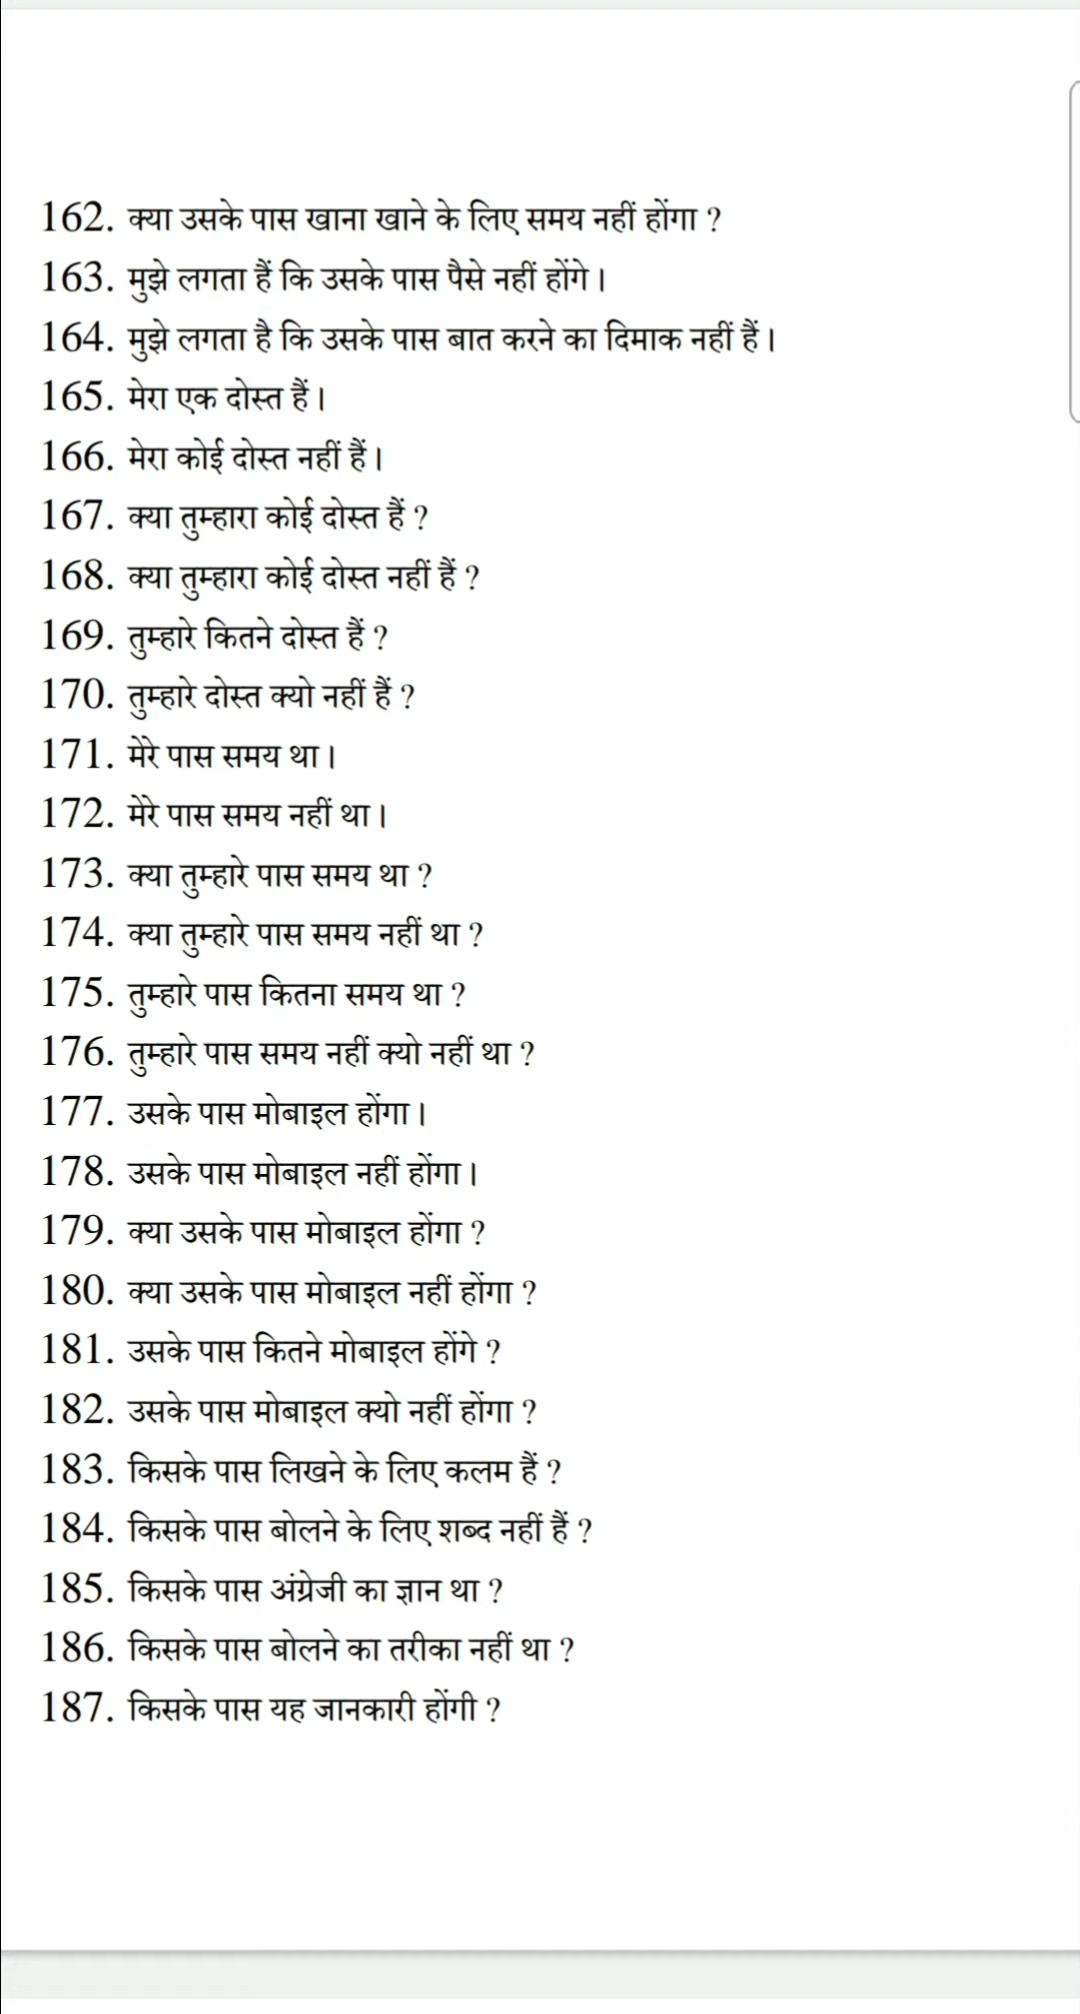 162. क्या उसके पास खाना खाने के लिए समय नहीं होंगा ?
163. मुझे लगता हैं कि उसके पास पैसे नहीं होंगे।
164. मुझे लगता है कि उसके पास बात करने का दिमाक नहीं हैं।
165. मेरा एक दोस्त हैं।
166. मेरा कोई दोस्त नहीं हैं।
167. क्या तुम्हारा कोई दोस्त हैं ?
168. क्या तुम्हारा कोई दोस्त नहीं हैं ?
169. तुम्हारे कितने दोस्त हैं ?
170. तुम्हारे दोस्त क्यो नहीं हैं ?
171. मेरे पास समय था।
172. मेरे पास समय नहीं था।
173. क्या तुम्हारे पास समय था ?
174. क्या तुम्हारे पास समय नहीं था ?
175. तुम्हारे पास कितना समय था ?
176. तुम्हारे पास समय नहीं क्यो नहीं था ?
177. उसके पास मोबाइल होंगा।
178. उसके पास मोबाइल नहीं होंगा।
179. क्या उसके पास मोबाइल होंगा ?
180. क्या उसके पास मोबाइल नहीं होंगा ?
181. उसके पास कितने मोबाइल होंगे ?
182. उसके पास मोबाइल क्यो नहीं होंगा ?
183. किसके पास लिखने के लिए कलम हैं ?
184. किसके पास बोलने के लिए शब्द नहीं हैं ?
185. किसके पास अंग्रेजी का ज्ञान था ?
186. किसके पास बोलने का तरीका नहीं था ?
187. किसके पास यह जानकारी होंगी ?